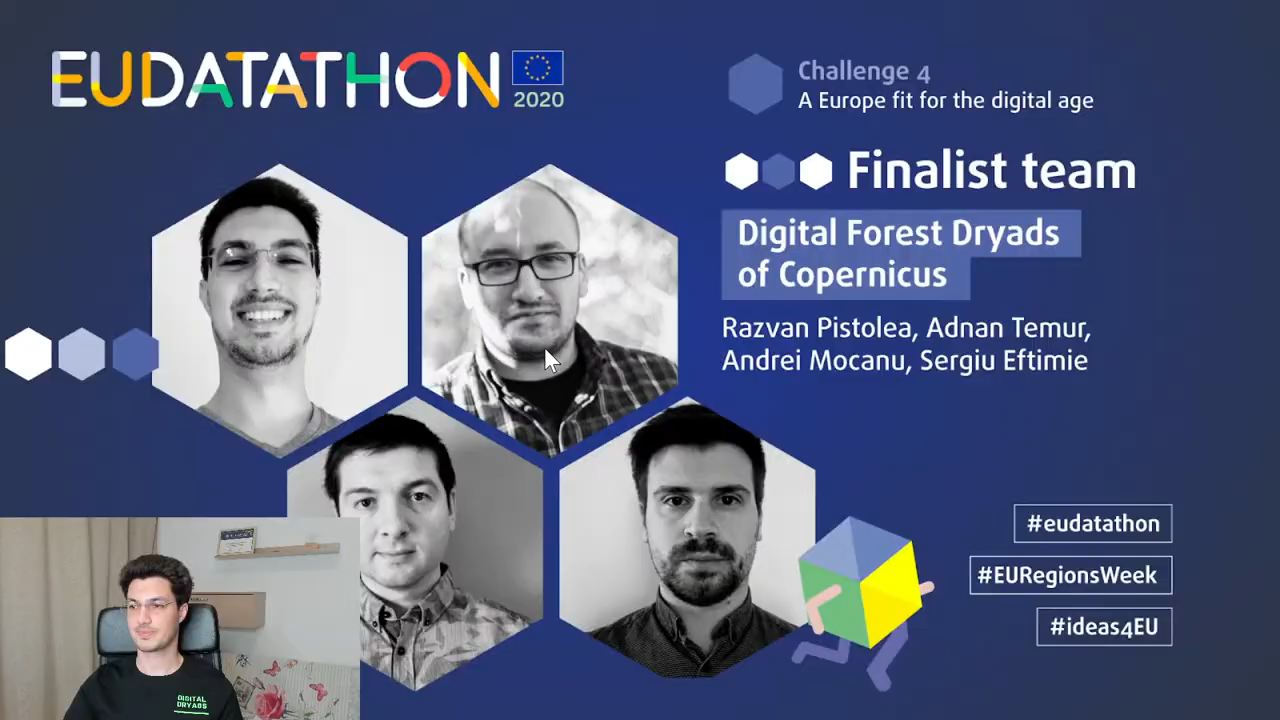 EUDATATHON
2020
Challenge 4
A Europe fit for the digital age
Finalist team
Digital Forest Dryads
of Copernicus
Razvan Pistolea, Adnan Temur,
Andrei Mocanu, Sergiu Eftimie
#eudatathon
#EURegionsWeek
#ideas4EU
DIGITAL
DRYADS